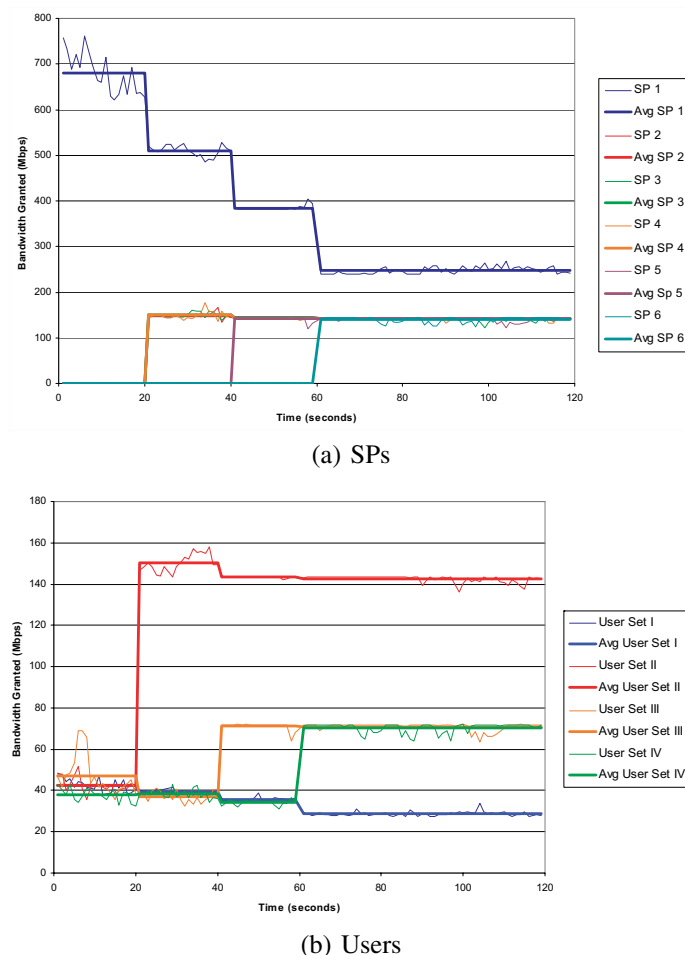 800
700
600
500
400
300
200
100
0
Bandwidth Granted (Mbps)
0 20 40 60 80 100 120
Time (seconds)
SP 1
Avg SP 1
SP 2
Avg SP 2
SP 3
Avg SP 3
SP 4
Avg SP 4
SP 5
Avg Sp 5
SP 6
Avg SP 6
(a) SPs
180
160
140
120
100
80
60
40
20
0
Bandwidth Granted (Mbps)
0 20 40 60 80 100 120
Time (seconds)
User Set I
Avg User Set I
User Set II
Avg User Set II
User Set III
Avg User Set III
User Set IV
Avg User Set IV
(b) Users